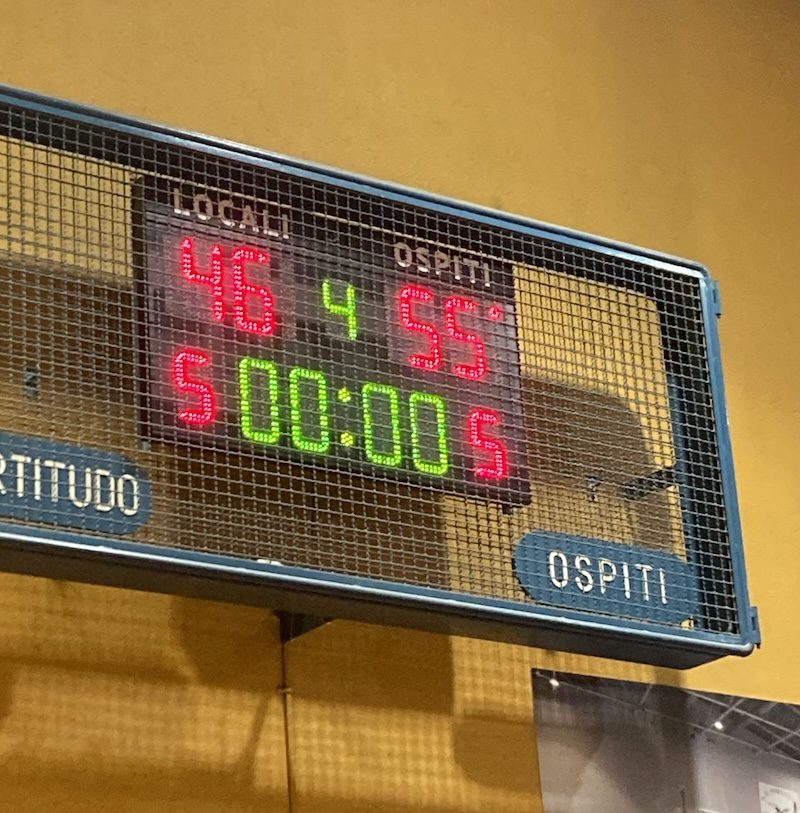 LOCALI
OSPITI
46 4 55
5 00:00 5
RTITUDO
OSPITI